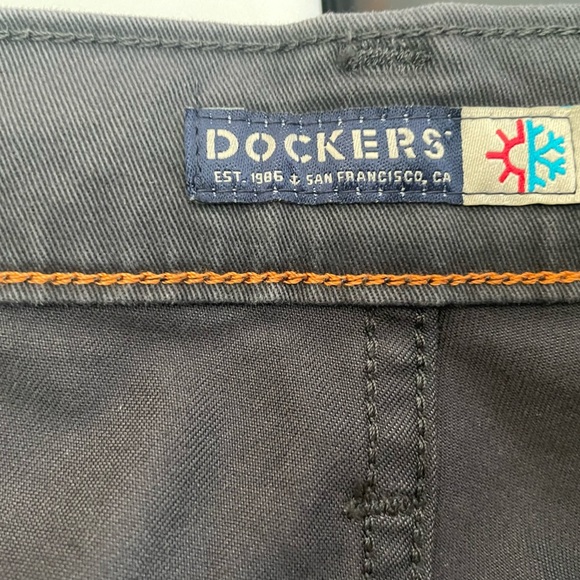 DOCKERS
EST. 1986 ⚓ SAN FRANCISCO, CA